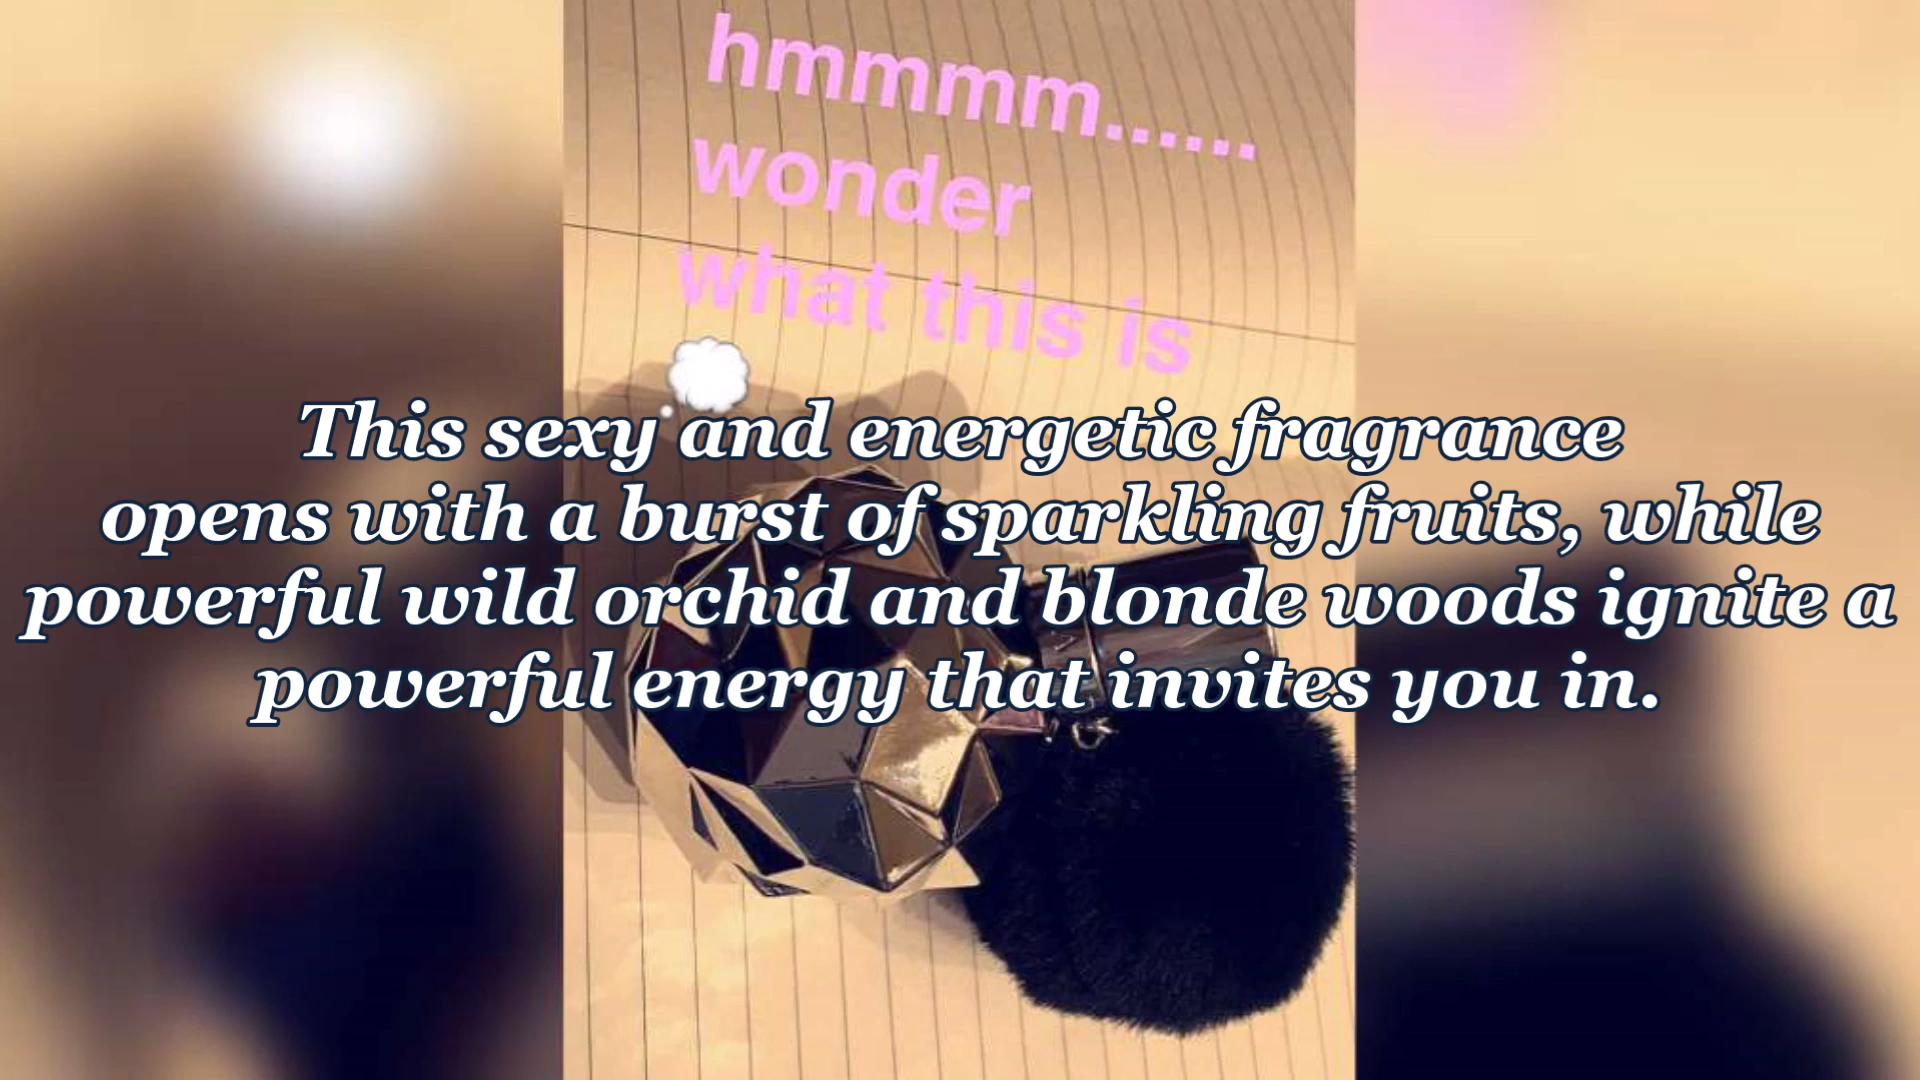 hmmmm......
wonder
what this is
This sexy and energetic fragrance
opens with a burst of sparkling fruits, while
powerful wild orchid and blonde woods ignite a
powerful energy that invites you in.